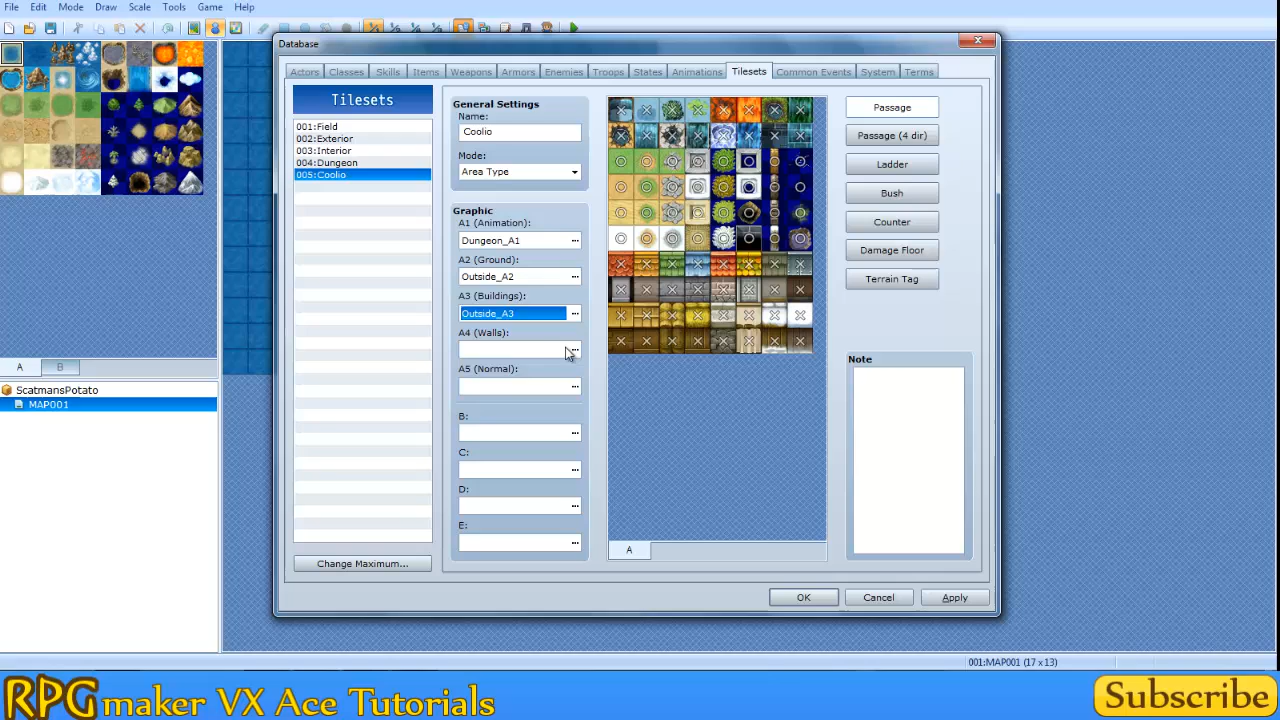 File Edit Mode Draw Scale Tools Game Help
Database
Actors Classes Skills Items Weapons Armors Enemies Troops States Animations Tilesets Common Events System Terms
Tilesets
001:Field
002:Exterior
003:Interior
004:Dungeon
005:Coolio
Change Maximum...
General Settings
Name:
Coolio
Mode:
Area Type
Graphic
A1 (Animation):
Dungeon_A1
A2 (Ground):
Outside_A2
A3 (Buildings):
Outside_A3
A4 (Walls):
A5 (Normal):
B:
C:
D:
E:
A
Passage
Passage (4 dir)
Ladder
Bush
Counter
Damage Floor
Terrain Tag
Note
OK Cancel Apply
A B
ScatmansPotato
MAP001
001:MAP001 (17 x 13)
RPG maker VX Ace Tutorials
Subscribe